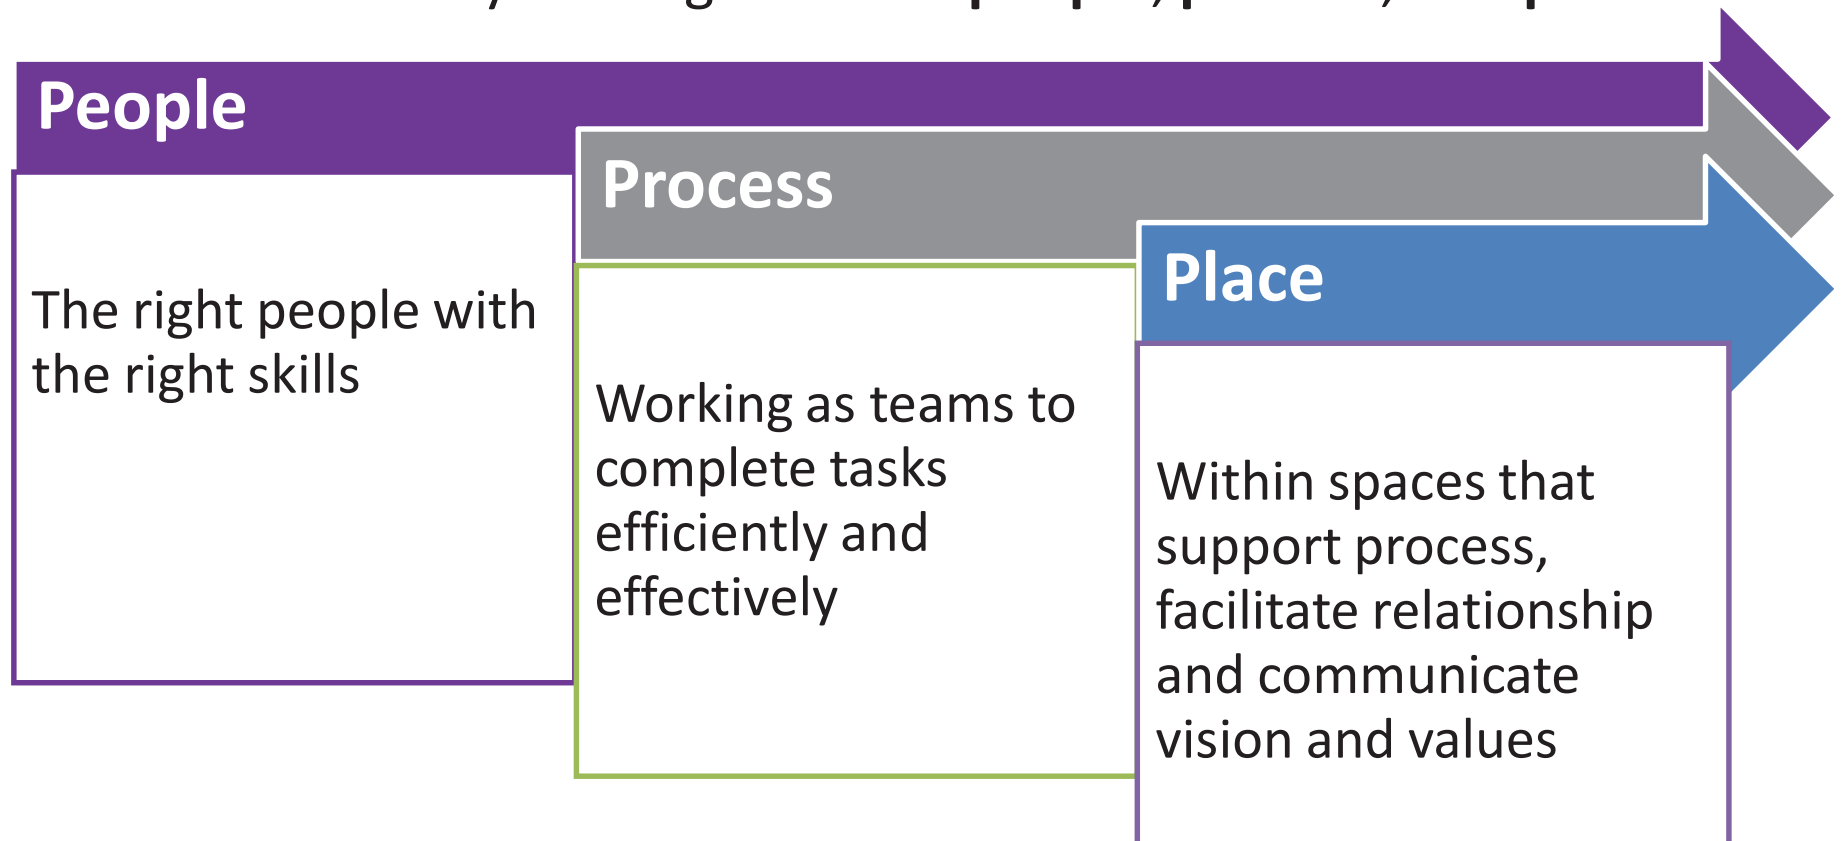 People
The right people with
the right skills
Process
Working as teams to
complete tasks
efficiently and
effectively
Place
Within spaces that
support process,
facilitate relationship
and communicate
vision and values